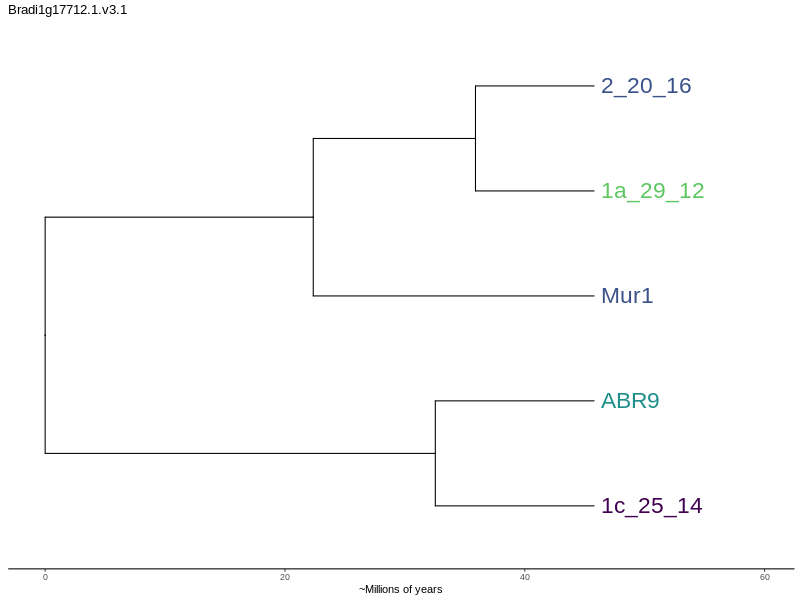 Bradi1g17712.1.v3.1
2_20_16
1a_29_12
Mur1
ABR9
1c_25_14
0 20 40 60
~Millions of years